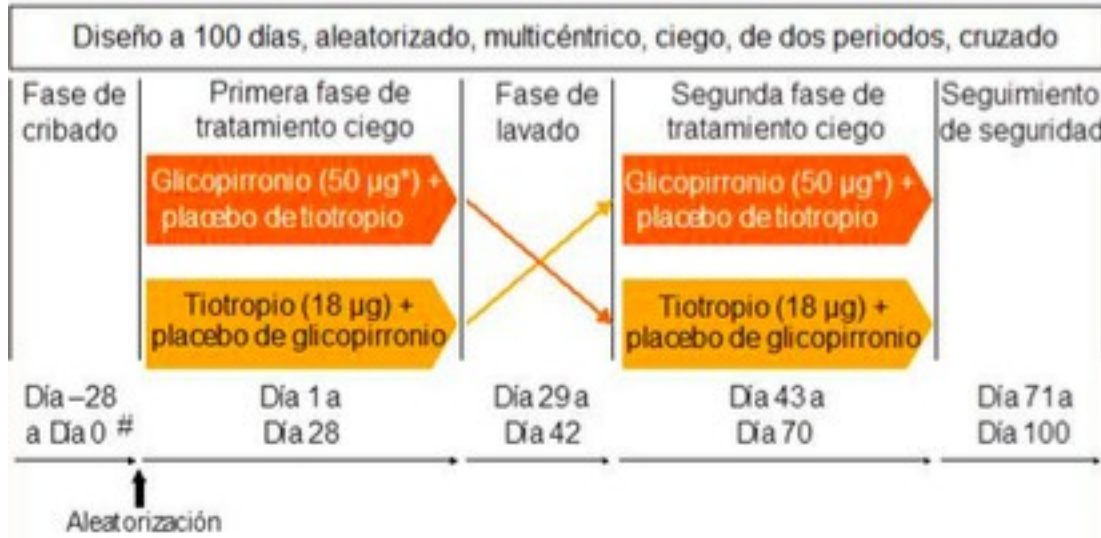 Diseño a 100 días, aleatorizado, multicéntrico, ciego, de dos periodos, cruzado
Fase de
cribado
Primera fase de
tratamiento ciego
Fase de
lavado
Segunda fase de
tratamiento ciego
Seguimiento
de seguridad
Glicopirronio (50 µg*) +
placebo de tiotropio
Glicopirronio (50 µg*) +
placebo de tiotropio
Tiotropio (18 µg) +
placebo de glicopirronio
Tiotropio (18 µg) +
placebo de glicopirronio
Día –28
a Día 0 #
Día 1 a
Día 28
Día 29 a
Día 42
Día 43 a
Día 70
Día 71 a
Día 100
Aleatorización